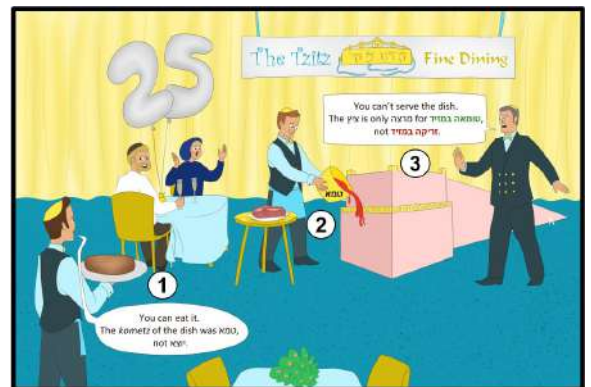 25
The Tzitz Fine Dining
You can't serve the dish.
The ציץ is only מרצה for טומאה במזיד,
not זריקה במזיד.
3
טמא
2
1
You can eat it.
The kometz of the dish was טמא,
not יוצא.